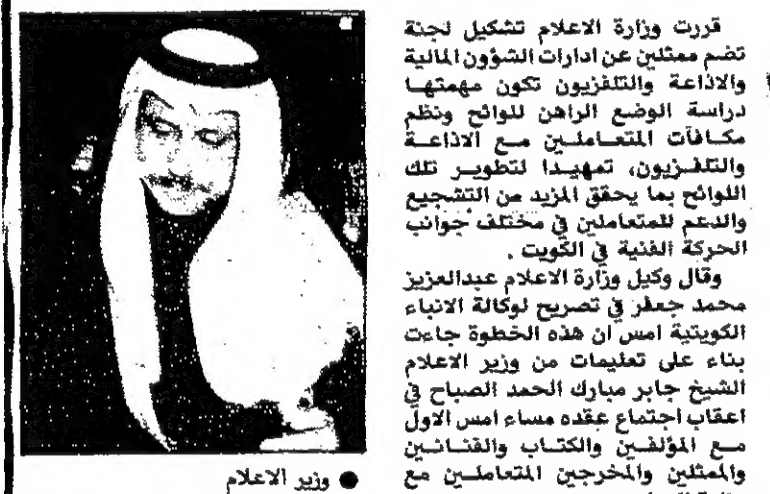 قررت وزارة الاعلام تشكيل لجنة
تضم ممثلين عن ادارات الشؤون المالية
والاذاعة والتلفزيون تكون مهمتها
دراسة الوضع الراهن للوائح ونظم
مكافآت المتعاملين مع الاذاعة
والتلفزيون، تمهيدا لتطوير تلك
اللوائح بما يحقق المزيد من التشجيع
والدعم للمتعاملين في مختلف جوانب
الحركة الفنية في الكويت .
وقال وكيل وزارة الاعلام عبدالعزيز
محمد جعفر في تصريح لوكالة الانباء
الكويتية امس ان هذه الخطوة جاءت
بناء على تعليمات من وزير الاعلام
الشيخ جابر مبارك الحمد الصباح في
اعقاب اجتماع عقده مساء امس الاول
مع المؤلفين والكتاب والفنانين
والممثلين والمخرجين المتعاملين مع
● وزير الاعلام